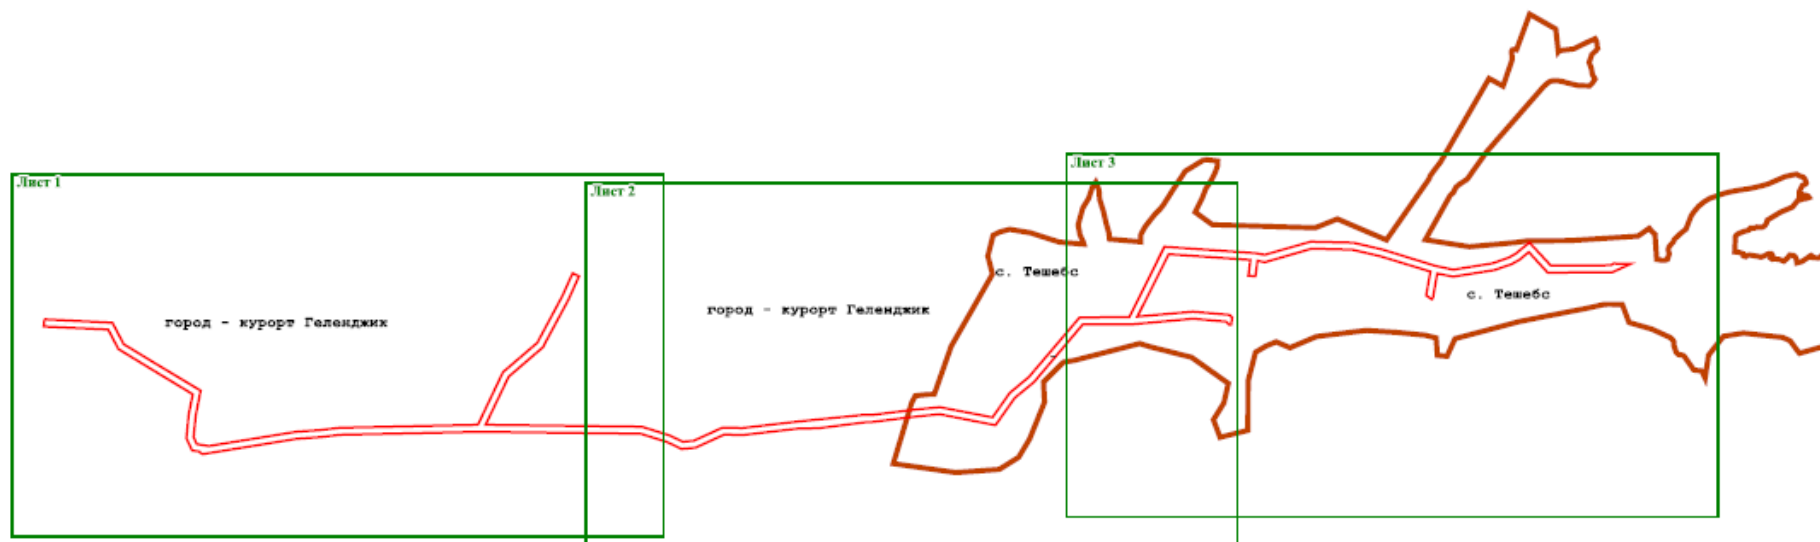 Лист 1
Лист 2
Лист 3
с. Тешебс
город - курорт Геленджик
город - курорт Геленджик
с. Тешебс